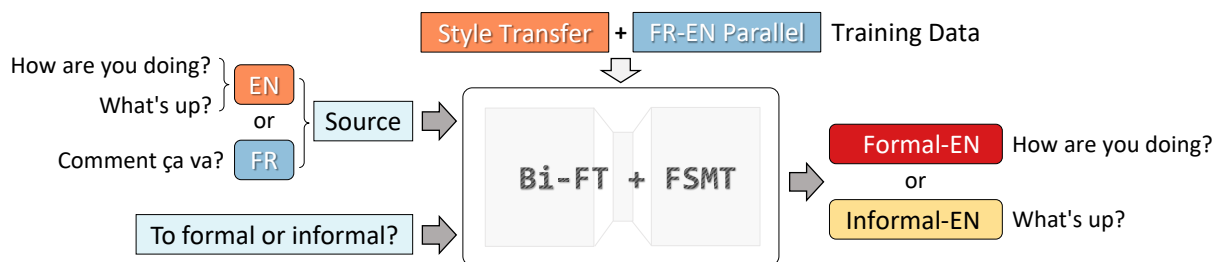 Style Transfer + FR-EN Parallel Training Data
How are you doing?
What's up?
EN
or
FR
Comment ça va?
Source
To formal or informal?
Bi-FT + FSMT
Formal-EN How are you doing?
or
Informal-EN What's up?